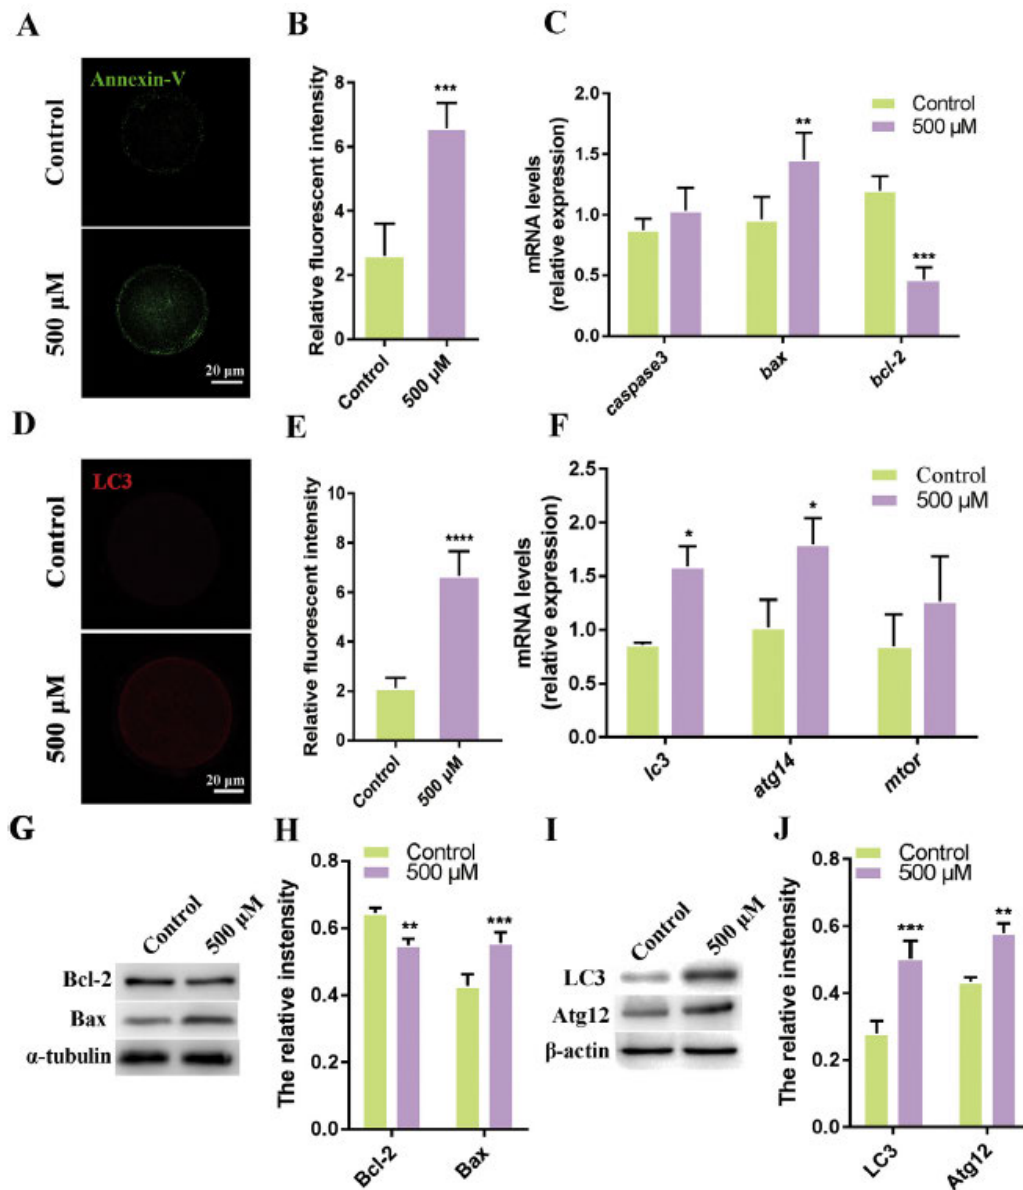 A
Annexin-V
Control
500 μM
20 μm
B
Relative fluorescent intensity
8
6
4
2
0
***
Control
500 μM
C
mRNA levels
(relative expression)
2.0
1.5
1.0
0.5
0.0
Control
500 μM
**
***
caspase3
bax
bcl-2
D
LC3
Control
500 μM
20 μm
E
Relative fluorescent intensity
10
8
6
4
2
0
****
Control
500 μM
F
mRNA levels
(relative expression)
2.5
2.0
1.5
1.0
0.5
0.0
Control
500 μM
*
*
lc3
atg14
mtor
G
Control
500 μM
Bcl-2
Bax
α-tubulin
H
The relative instensity
0.8
0.6
0.4
0.2
0.0
Control
500 μM
**
***
Bcl-2
Bax
I
Control
500 μM
LC3
Atg12
β-actin
J
The relative instensity
0.8
0.6
0.4
0.2
0.0
Control
500 μM
***
**
LC3
Atg12